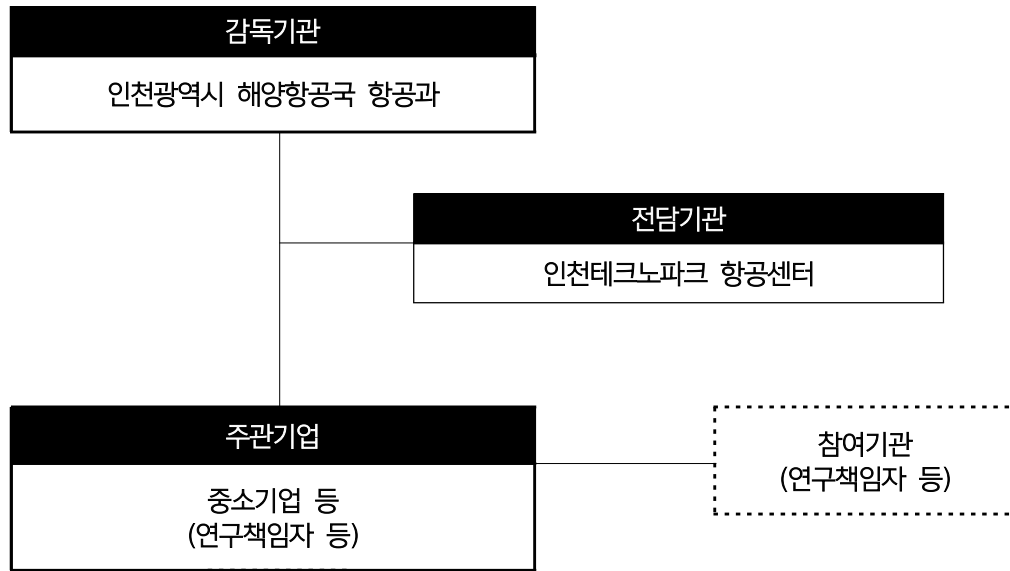 감독기관
인천광역시 해양항공국 항공과
전담기관
인천테크노파크 항공센터
주관기업
중소기업 등
(연구책임자 등)
참여기관
(연구책임자 등)